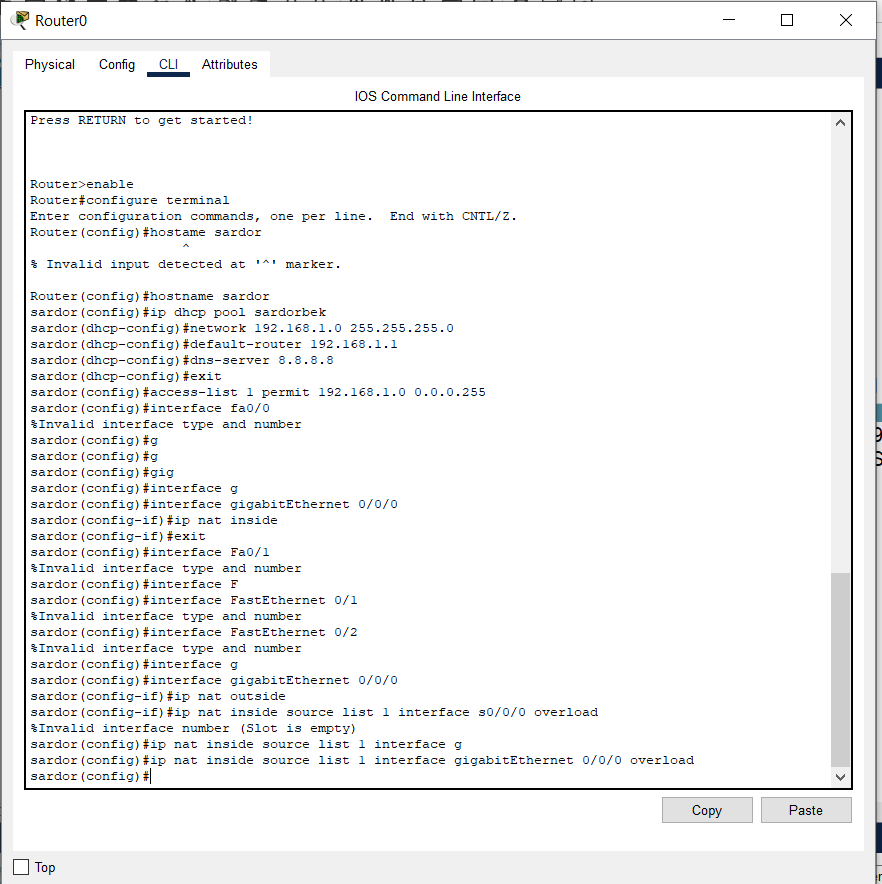 Router0
Physical Config CLI Attributes
IOS Command Line Interface
Press RETURN to get started!
Router>enable
Router#configure terminal
Enter configuration commands, one per line.  End with CNTL/Z.
Router(config)#hostame sardor
^
% Invalid input detected at '^' marker.
Router(config)#hostname sardor
sardor(config)#ip dhcp pool sardorbek
sardor(dhcp-config)#network 192.168.1.0 255.255.255.0
sardor(dhcp-config)#default-router 192.168.1.1
sardor(dhcp-config)#dns-server 8.8.8.8
sardor(dhcp-config)#exit
sardor(config)#access-list 1 permit 192.168.1.0 0.0.0.255
sardor(config)#interface fa0/0
%Invalid interface type and number
sardor(config)#g
sardor(config)#g
sardor(config)#gig
sardor(config)#interface g
sardor(config)#interface gigabitEthernet 0/0/0
sardor(config-if)#ip nat inside
sardor(config-if)#exit
sardor(config)#interface Fa0/1
%Invalid interface type and number
sardor(config)#interface F
sardor(config)#interface FastEthernet 0/1
%Invalid interface type and number
sardor(config)#interface FastEthernet 0/2
%Invalid interface type and number
sardor(config)#interface g
sardor(config)#interface gigabitEthernet 0/0/0
sardor(config-if)#ip nat outside
sardor(config-if)#ip nat inside source list 1 interface s0/0/0 overload
%Invalid interface number (Slot is empty)
sardor(config)#ip nat inside source list 1 interface g
sardor(config)#ip nat inside source list 1 interface gigabitEthernet 0/0/0 overload
sardor(config)#
Copy Paste
Top